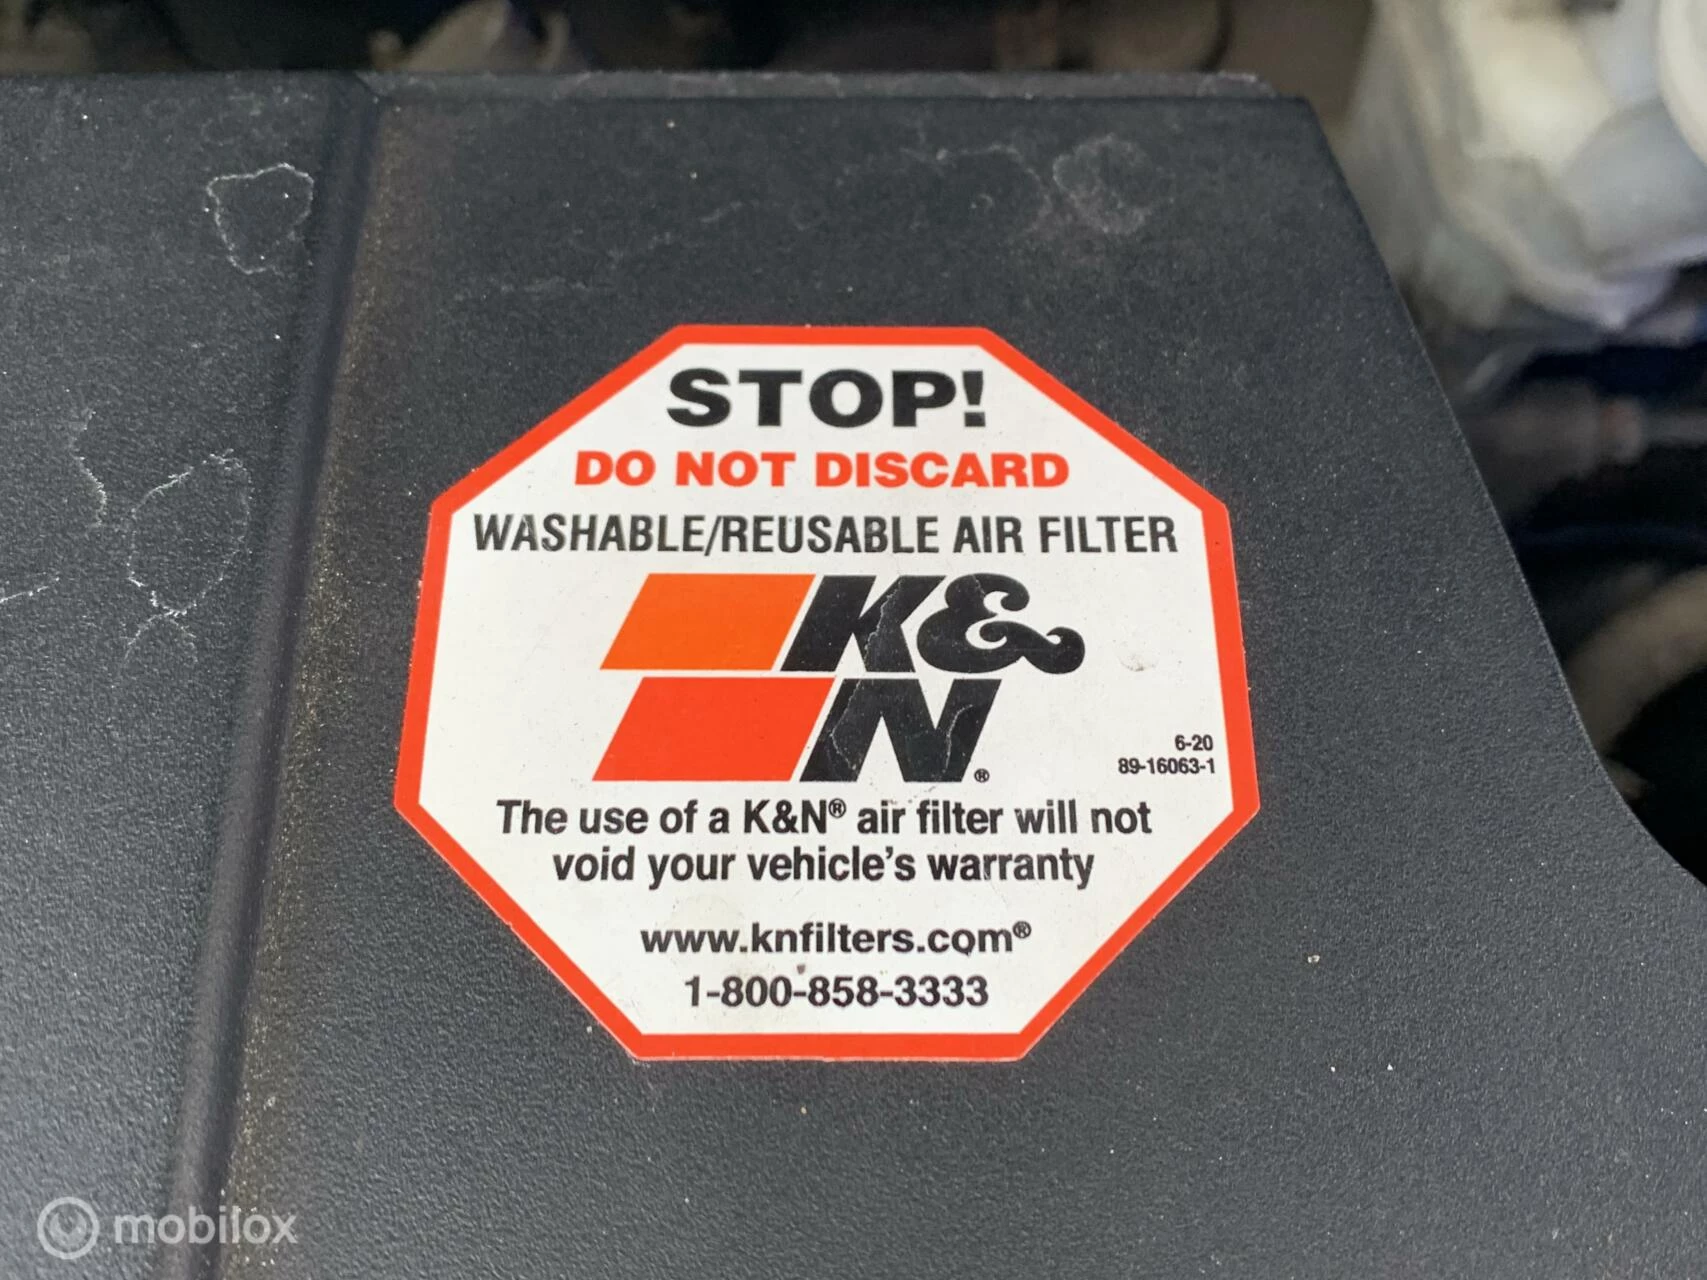 STOP!
DO NOT DISCARD
WASHABLE/REUSABLE AIR FILTER
K&
N®
6-20
89-16063-1
The use of a K&N® air filter will not
void your vehicle's warranty
www.knfilters.com®
1-800-858-3333
mobilox